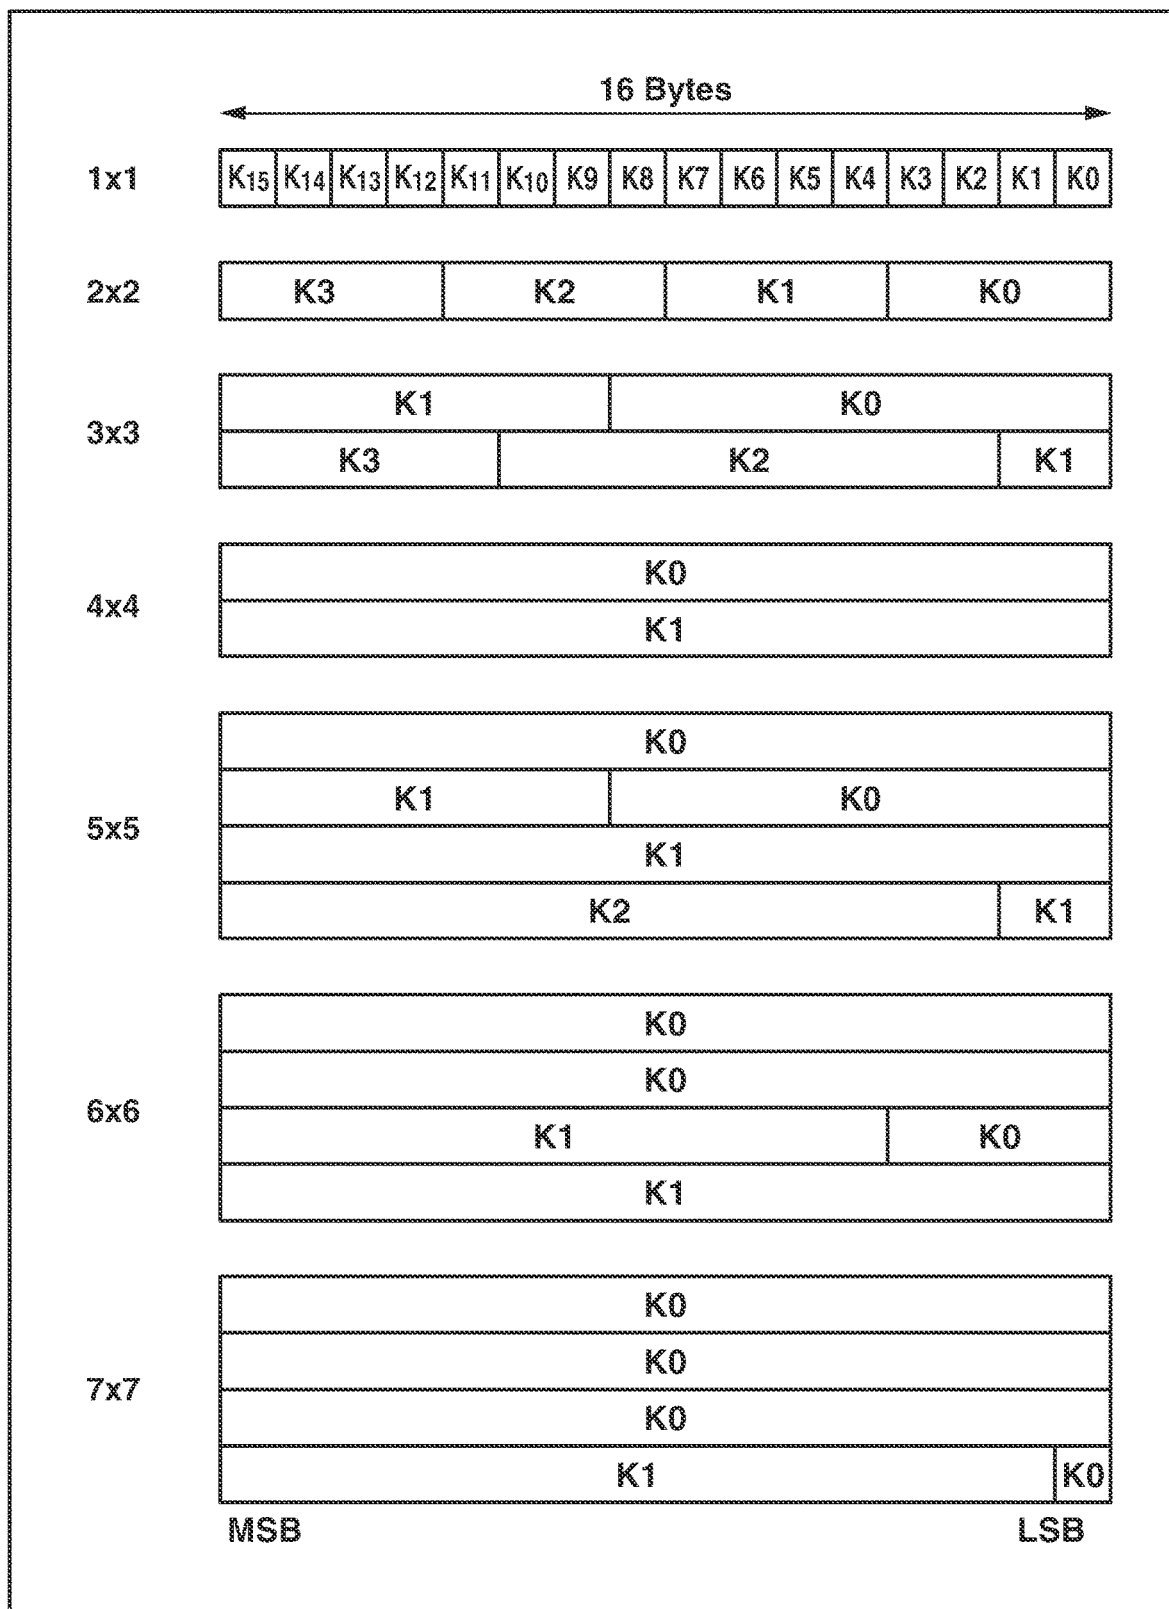 16 Bytes
1x1 K15 K14 K13 K12 K11 K10 K9 K8 K7 K6 K5 K4 K3 K2 K1 K0
2x2 K3 K2 K1 K0
3x3
K1 K0
K3 K2 K1
4x4
K0
K1
5x5
K0
K1 K0
K1
K2 K1
6x6
K0
K0
K1 K0
K1
7x7
K0
K0
K0
K1 K0
MSB LSB